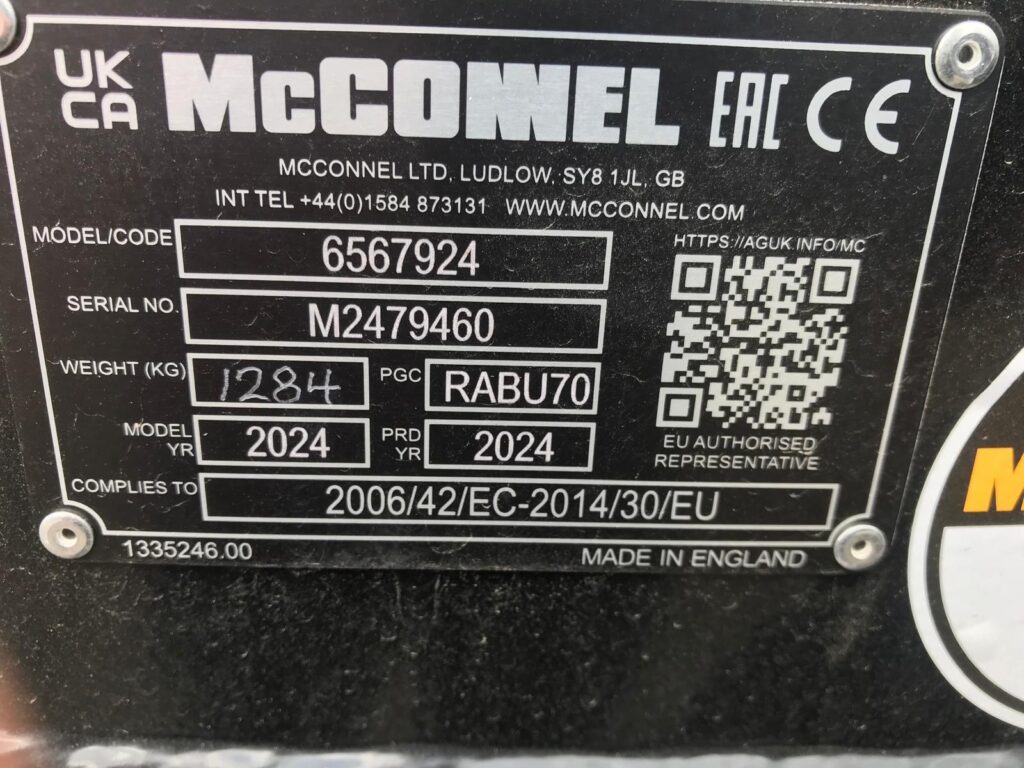 UK
CA
McCONNEL
EAC CE
MCCONNEL LTD, LUDLOW, SY8 1JL, GB
INT TEL +44(0)1584 873131 WWW.MCCONNEL.COM
MODEL/CODE 6567924
HTTPS://AGUK.INFO/MC
SERIAL NO. M2479460
WEIGHT (KG) 1284 PGC RABU70
MODEL YR 2024 PRD YR 2024
EU AUTHORISED
REPRESENTATIVE
COMPLIES TO 2006/42/EC-2014/30/EU
1335246.00 MADE IN ENGLAND